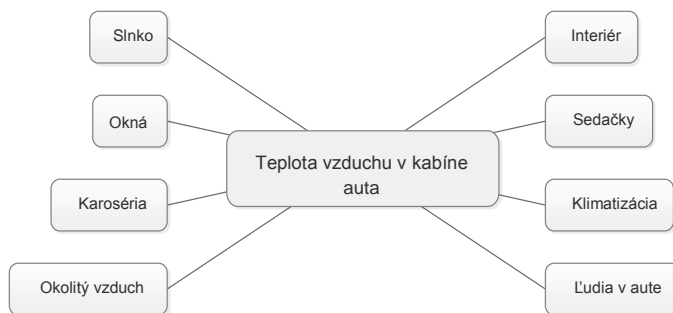 Slnko
Okná
Karoséria
Okolitý vzduch
Teplota vzduchu v kabíne
auta
Interiér
Sedačky
Klimatizácia
Ľudia v aute